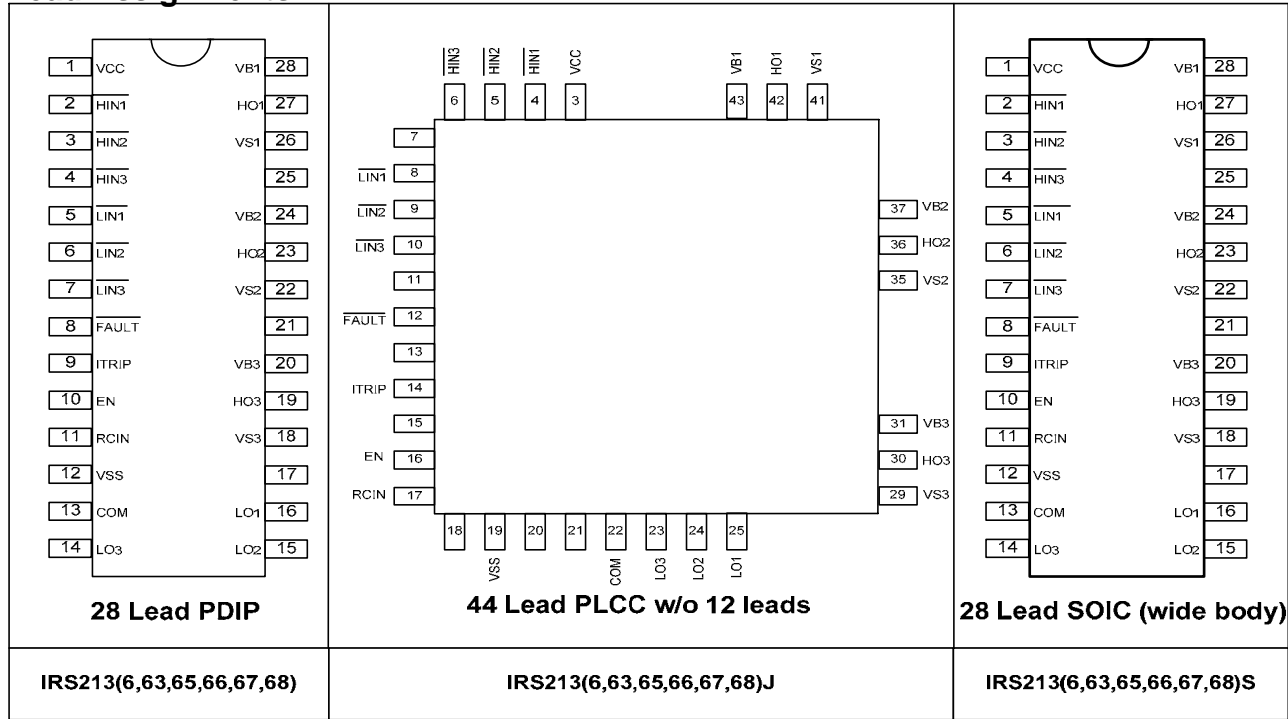 1 VCC VB1 28
2 HIN1 HO1 27
3 HIN2 VS1 26
4 HIN3 25
5 LIN1 VB2 24
6 LIN2 HO2 23
7 LIN3 VS2 22
8 FAULT 21
9 ITRIP VB3 20
10 EN HO3 19
11 RCIN VS3 18
12 VSS 17
13 COM LO1 16
14 LO3 LO2 15
28 Lead PDIP
HIN3 HIN2 HIN1 VCC VB1 HO1 VS1
6 5 4 3 43 42 41
7
LIN1 8
LIN2 9 37 VB2
LIN3 10 36 HO2
11 35 VS2
FAULT 12
13
ITRIP 14
15 31 VB3
EN 16 30 HO3
RCIN 17 29 VS3
18 19 20 21 22 23 24 25
VSS COM LO3 LO2 LO1
44 Lead PLCC w/o 12 leads
1 VCC VB1 28
2 HIN1 HO1 27
3 HIN2 VS1 26
4 HIN3 25
5 LIN1 VB2 24
6 LIN2 HO2 23
7 LIN3 VS2 22
8 FAULT 21
9 ITRIP VB3 20
10 EN HO3 19
11 RCIN VS3 18
12 VSS 17
13 COM LO1 16
14 LO3 LO2 15
28 Lead SOIC (wide body)
IRS213(6,63,65,66,67,68)
IRS213(6,63,65,66,67,68)J
IRS213(6,63,65,66,67,68)S